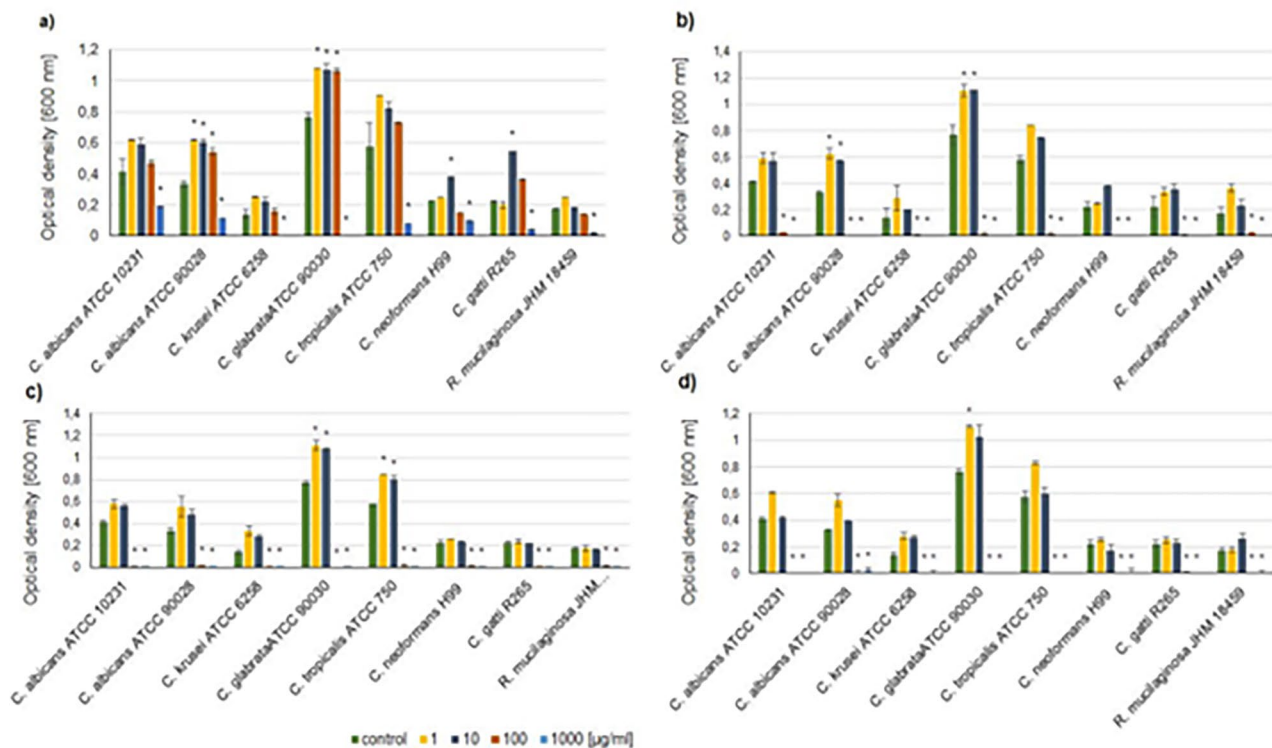 a)
Optical density [600 nm]
1,2
1
0,8
0,6
0,4
0,2
0
C. albicans ATCC 10231
C. albicans ATCC 90028
C. krusei ATCC 6258
C. glabrataATCC 90030
C. tropicalis ATCC 750
C. neoformans H99
C. gatti R265
R. mucilaginosa JHM 18459
b)
Optical density [600 nm]
1,4
1,2
1
0,8
0,6
0,4
0,2
0
C. albicans ATCC 10231
C. albicans ATCC 90028
C. krusei ATCC 6258
C. glabrataATCC 90030
C. tropicalis ATCC 750
C. neoformans H99
C. gatti R265
R. mucilaginosa JHM 18459
c)
Optical density [600 nm]
1,4
1,2
1
0,8
0,6
0,4
0,2
0
C. albicans ATCC 10231
C. albicans ATCC 90028
C. krusei ATCC 6258
C. glabrataATCC 90030
C. tropicalis ATCC 750
C. neoformans H99
C. gatti R265
R. mucilaginosa JHM...
d)
Optical density [600 nm]
1,2
1
0,8
0,6
0,4
0,2
0
C. albicans ATCC 10231
C. albicans ATCC 90028
C. krusei ATCC 6258
C. glabrataATCC 90030
C. tropicalis ATCC 750
C. neoformans H99
C. gatti R265
R. mucilaginosa JHM 18459
control 1 10 100 1000 [µg/ml]